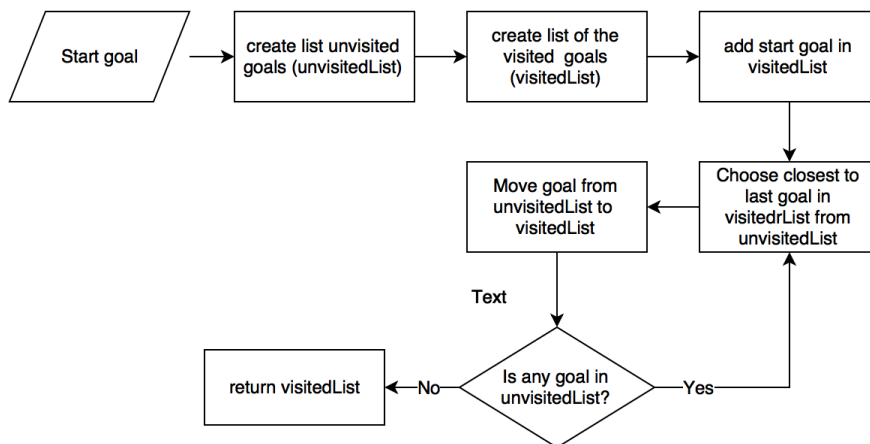 Start goal
create list unvisited
goals (unvisitedList)
create list of the
visited goals
(visitedList)
add start goal in
visitedList
Choose closest to
last goal in
visitedrList from
unvisitedList
Move goal from
unvisitedList to
visitedList
Text
Is any goal in
unvisitedList?
Yes
No
return visitedList